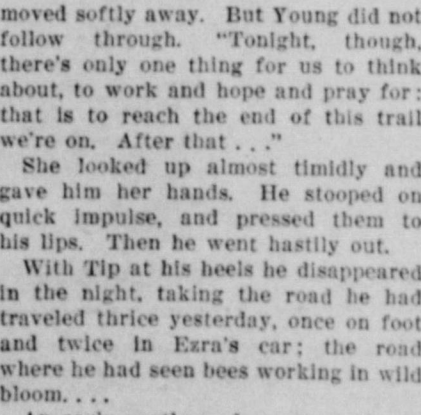 moved softly away. But Young did not
follow through. "Tonight, though,
there's only one thing for us to think
about, to work and hope and pray for:
that is to reach the end of this trail
we're on. After that . . ."
She looked up almost timidly and
gave him her hands. He stooped on
quick impulse, and pressed them to
his lips. Then he went hastily out.
With Tip at his heels he disappeared
in the night, taking the road he had
traveled thrice yesterday, once on foot
and twice in Ezra's car; the road
where he had seen bees working in wild
bloom. . . .